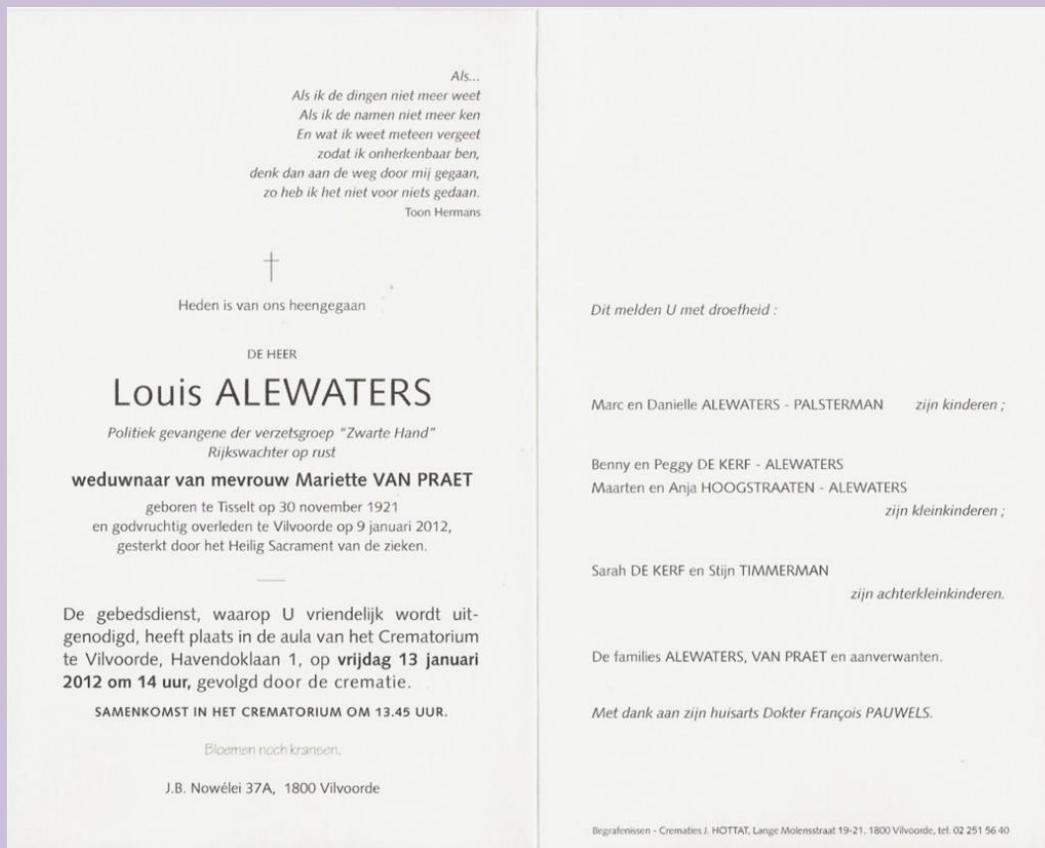 Als...
Als ik de dingen niet meer weet
Als ik de namen niet meer ken
En wat ik weet meteen vergeet
zodat ik onherkenbaar ben,
denk dan aan de weg door mij gegaan,
zo heb ik het niet voor niets gedaan.
Toon Hermans
Heden is van ons heengegaan
DE HEER
Louis ALEWATERS
Politiek gevangene der verzetsgroep "Zwarte Hand"
Rijkswachter op rust
weduwnaar van mevrouw Mariette VAN PRAET
geboren te Tisselt op 30 november 1921
en godvruchtig overleden te Vilvoorde op 9 januari 2012,
gesterkt door het Heilig Sacrament van de zieken.
De gebedsdienst, waarop U vriendelijk wordt uit-
genodigd, heeft plaats in de aula van het Crematorium
te Vilvoorde, Havendoklaan 1, op vrijdag 13 januari
2012 om 14 uur, gevolgd door de crematie.
SAMENKOMST IN HET CREMATORIUM OM 13.45 UUR.
Bloemen noch kransen.
J.B. Nowélei 37A, 1800 Vilvoorde
Dit melden U met droefheid :
Marc en Danielle ALEWATERS - PALSTERMAN zijn kinderen ;
Benny en Peggy DE KERF - ALEWATERS
Maarten en Anja HOOGSTRAATEN - ALEWATERS
zijn kleinkinderen ;
Sarah DE KERF en Stijn TIMMERMAN
zijn achterkleinkinderen.
De families ALEWATERS, VAN PRAET en aanverwanten.
Met dank aan zijn huisarts Dokter François PAUWELS.
Begrafenissen - Crematies J. HOTTAT, Lange Molensstraat 19-21, 1800 Vilvoorde, tel. 02 251 56 40